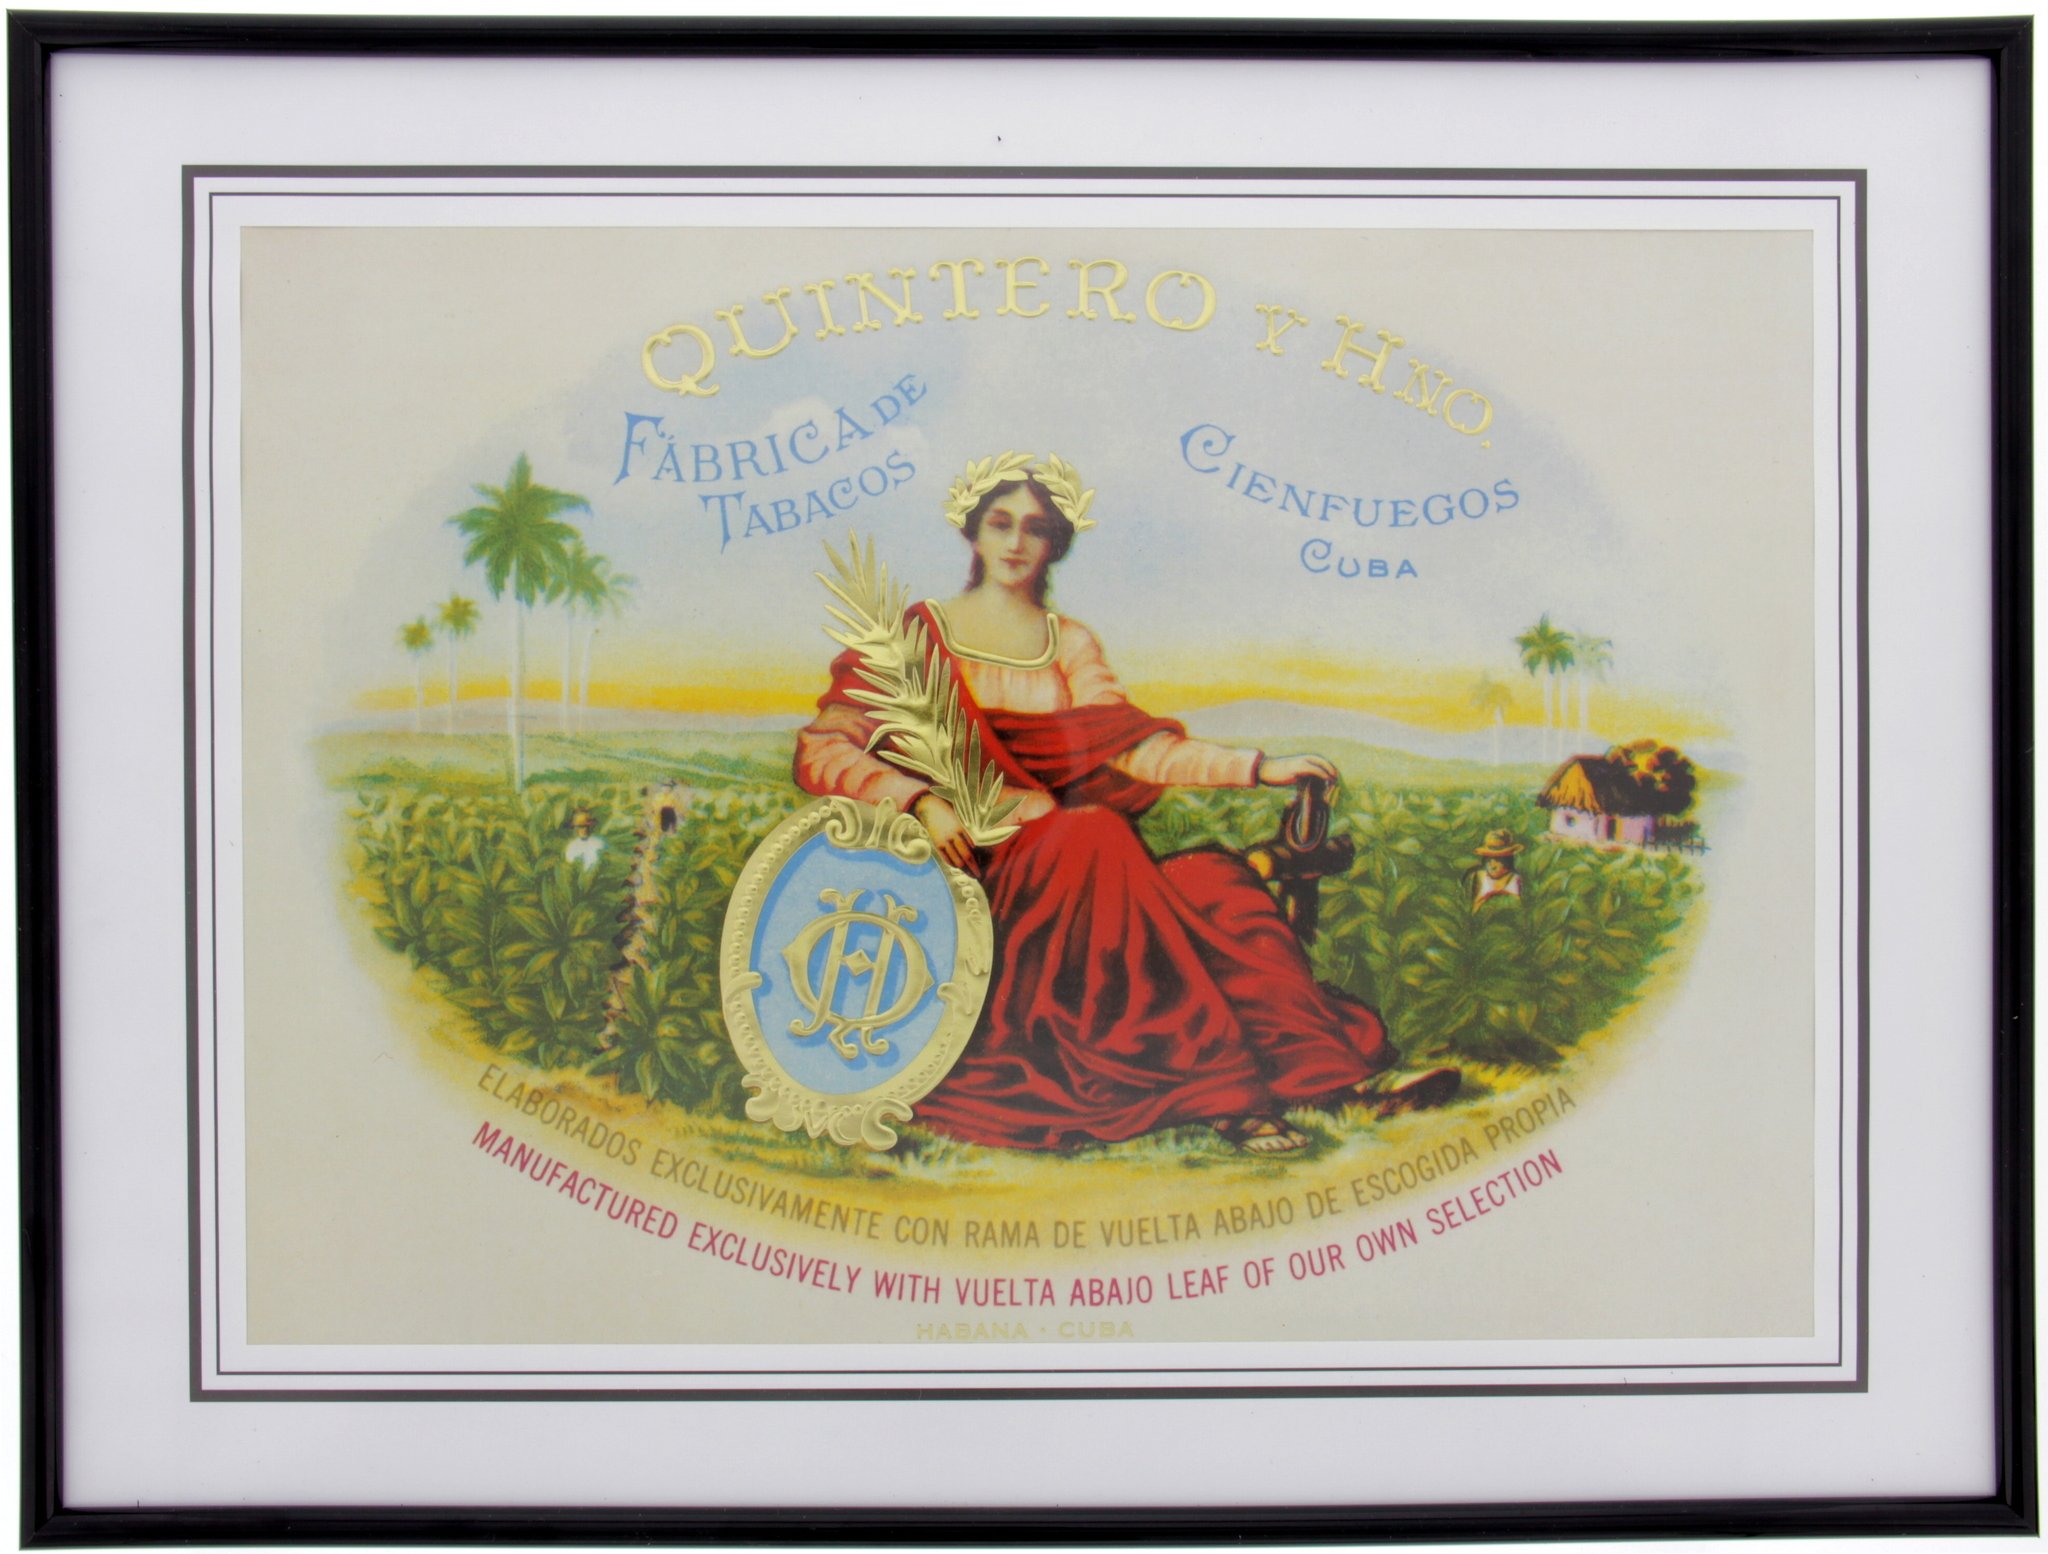 QUINTERO Y HNO.
FÁBRICA DE
TABACOS
CIENFUEGOS
CUBA
ELABORADOS EXCLUSIVAMENTE CON RAMA DE VUELTA ABAJO DE ESCOGIDA PROPIA
MANUFACTURED EXCLUSIVELY WITH VUELTA ABAJO LEAF OF OUR OWN SELECTION
HABANA · CUBA